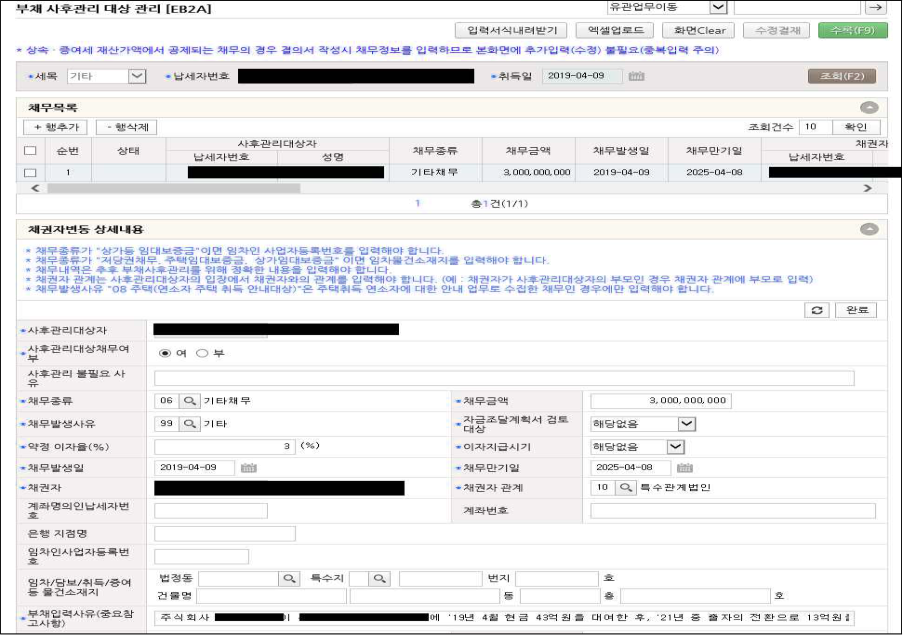 부채 사후관리 대상 관리 [EB2A]
유관업무이동
입력서식내려받기 엑셀업로드 화면Clear 수정결재 수록(F9)
* 상속ㆍ증여세 재산가액에서 공제되는 채무의 경우 결의서 작성시 채무정보를 입력하므로 본화면에 추가입력(수정) 불필요(중복입력 주의)
*세목 기타 *납세자번호 *취득일 2019-04-09 조회(F2)
채무목록
+ 행추가 - 행삭제 조회건수 10 확인
순번 상태 사후관리대상자 채무종류 채무금액 채무발생일 채무만기일 채권자
납세자번호 성명 납세자번호
1 기타채무 3,000,000,000 2019-04-09 2025-04-08
1 총1건(1/1)
채권자변동 상세내용
* 채무종류가 "상가등 임대보증금"이면 임차인 사업자등록번호를 입력해야 합니다.
* 채무종류가 "저당권채무, 주택임대보증금, 상가임대보증금" 이면 임차물건소재지를 입력해야 합니다.
* 채무내역은 추후 부채사후관리를 위해 정확한 내용을 입력해야 합니다.
* 채권자 관계는 사후관리대상자의 입장에서 채권자와의 관계를 입력해야 합니다. (예 : 채권자가 사후관리대상자의 부모인 경우 채권자 관계에 부모로 입력)
* 채무발생사유 "08 주택(연소자 주택 취득 안내대상)"은 주택취득 연소자에 대한 안내 업무로 수집한 채무인 경우에만 입력해야 합니다.
완료
*사후관리대상자
*사후관리대상채무여부 여 부
사후관리 불필요 사유
*채무종류 06 기타채무 *채무금액 3,000,000,000
*채무발생사유 99 기타 *자금조달계획서 검토대상 해당없음
*약정 이자율(%) 3 (%) *이자지급시기 해당없음
*채무발생일 2019-04-09 *채무만기일 2025-04-08
*채권자 *채권자 관계 10 특수관계법인
계좌명의인납세자번호 계좌번호
은행 지점명
임차인사업자등록번호
임차/담보/취득/증여등 물건소재지 법정동 특수지 번지 호
건물명 동 층 호
*부채입력사유(중요참고사항) 주식회사 에 '19년 4월 현금 43억원을 대여한 후, '21년 중 출자의 전환으로 13억원을